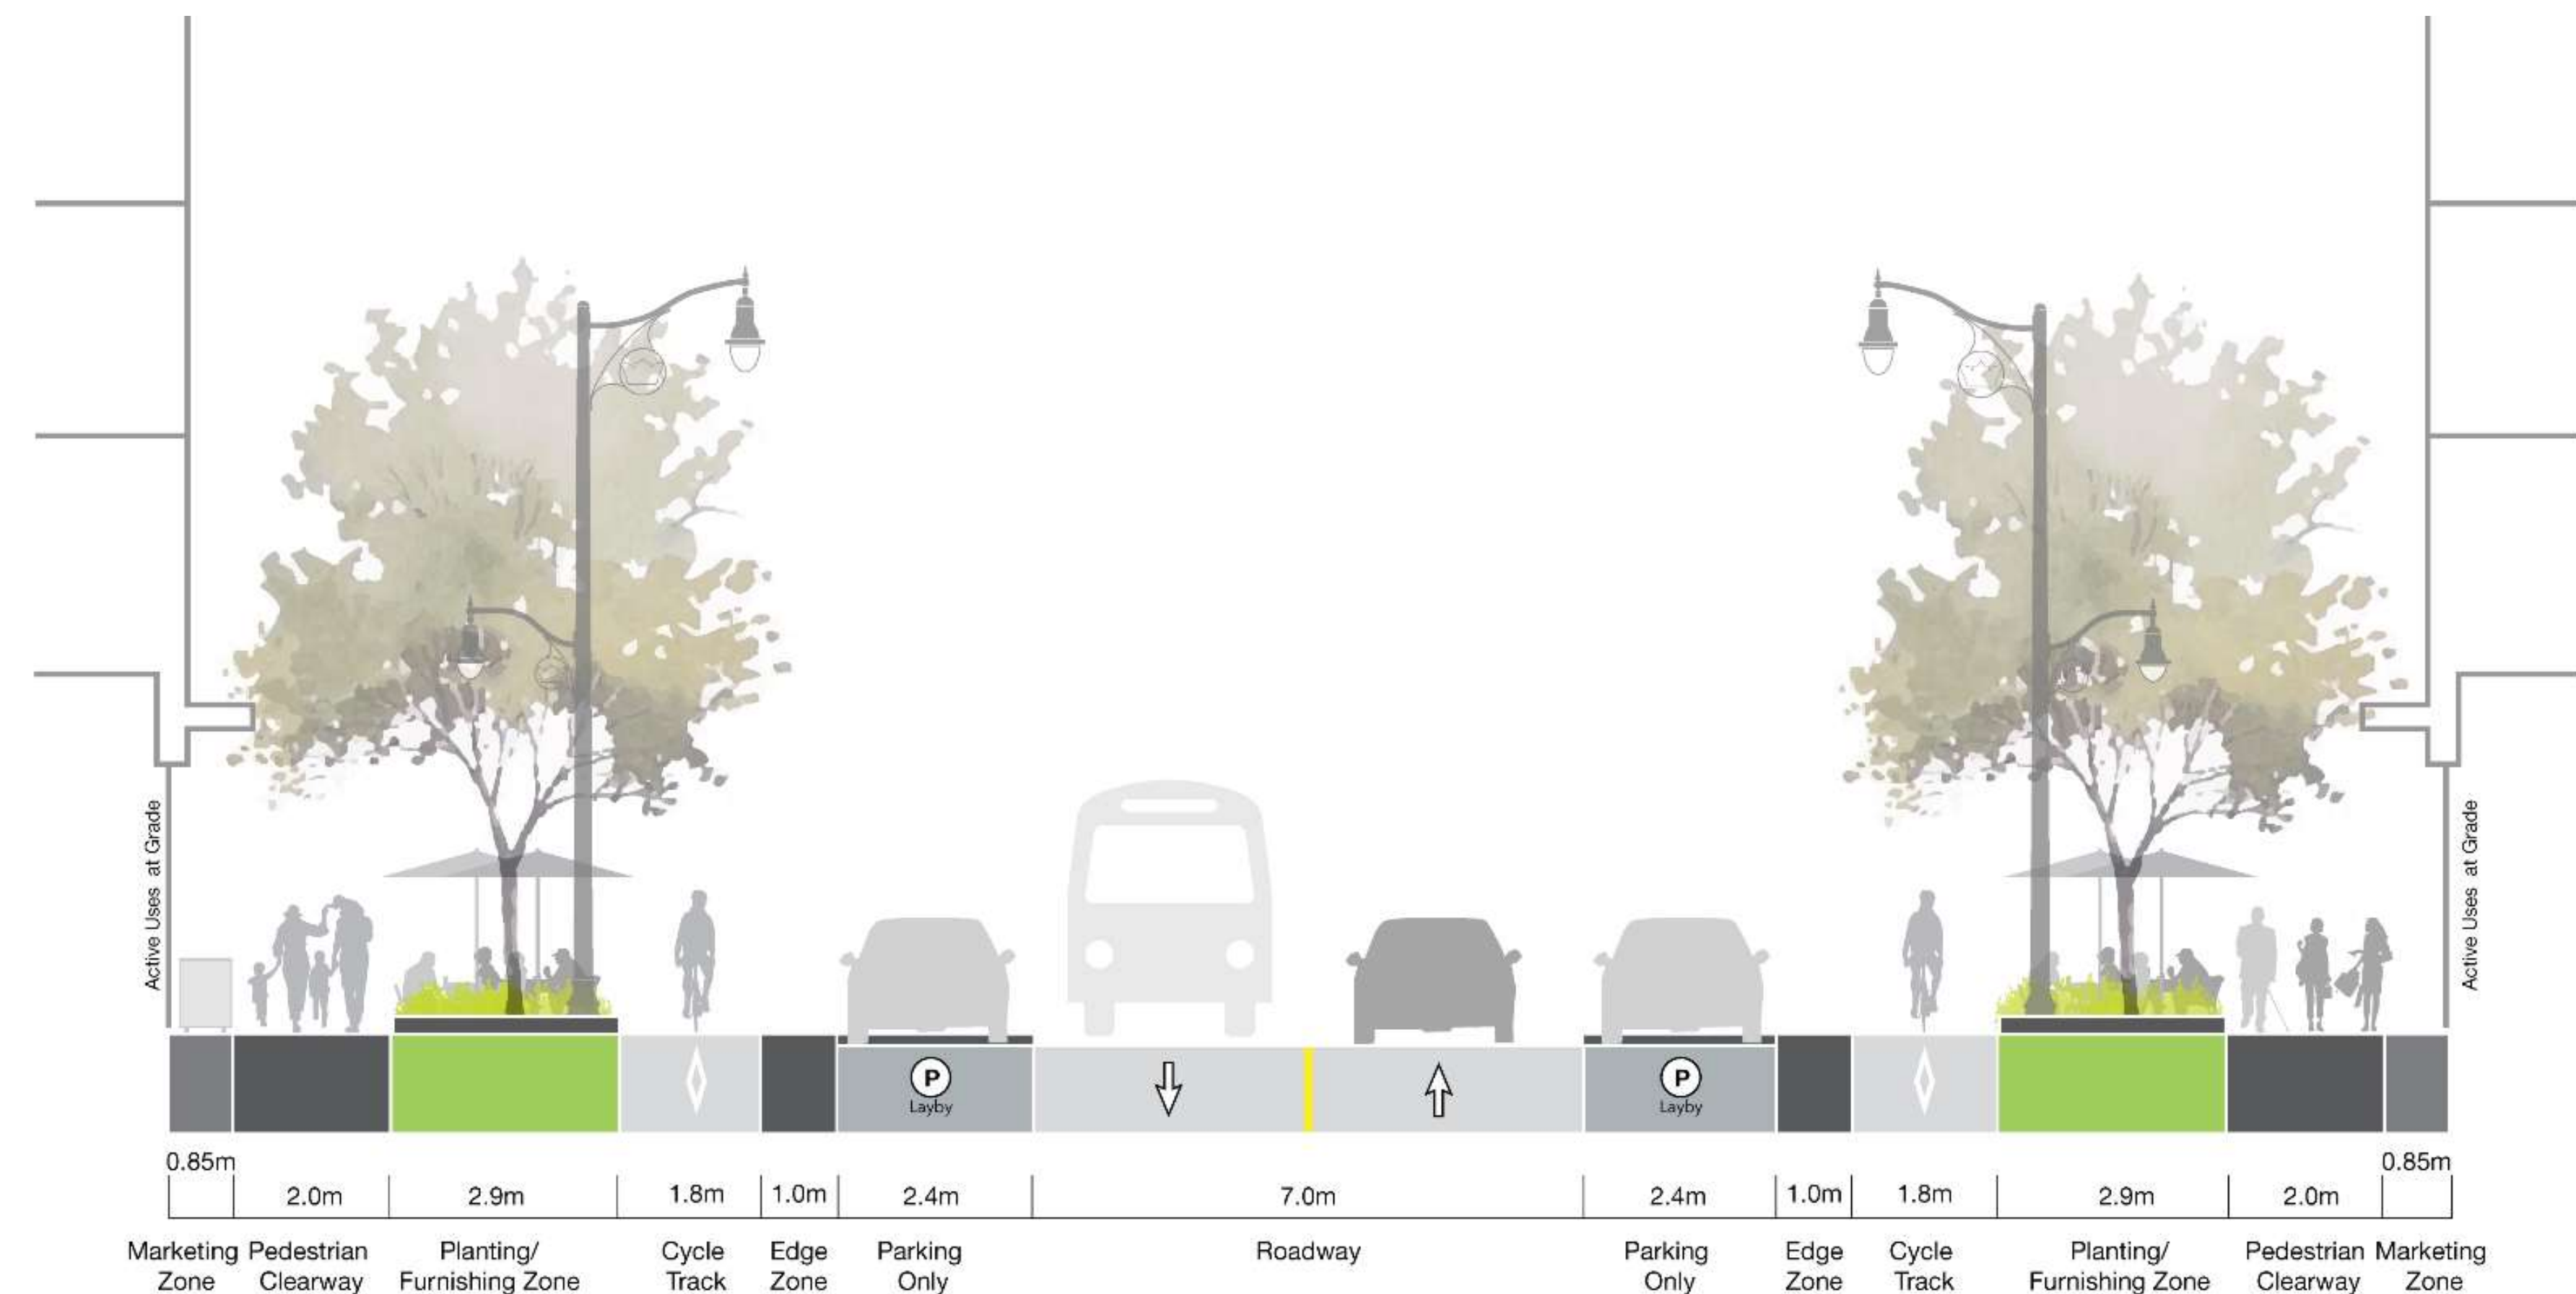 Active Uses at Grade
Active Uses at Grade
P
Layby
P
Layby
0.85m
0.85m
2.0m
2.9m
1.8m
1.0m
2.4m
7.0m
2.4m
1.0m
1.8m
2.9m
2.0m
Marketing
Zone
Pedestrian
Clearway
Planting/
Furnishing Zone
Cycle
Track
Edge
Zone
Parking
Only
Roadway
Parking
Only
Edge
Zone
Cycle
Track
Planting/
Furnishing Zone
Pedestrian
Clearway
Marketing
Zone